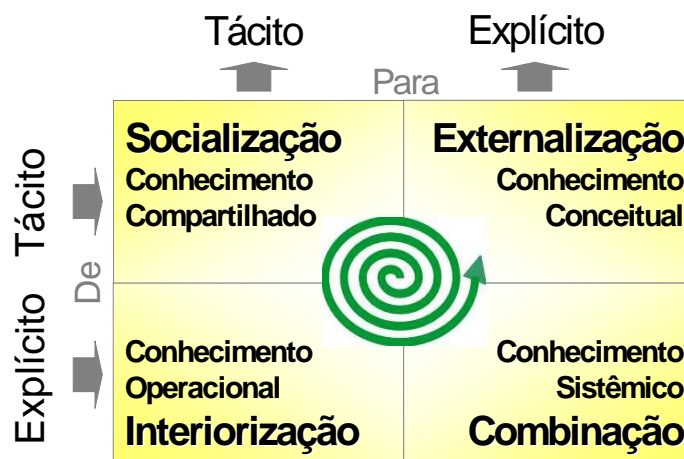 Tácito
Explícito
Para
Tácito
Socialização
Conhecimento
Compartilhado
Externalização
Conhecimento
Conceitual
De
Explícito
Conhecimento
Operacional
Interiorização
Conhecimento
Sistêmico
Combinação